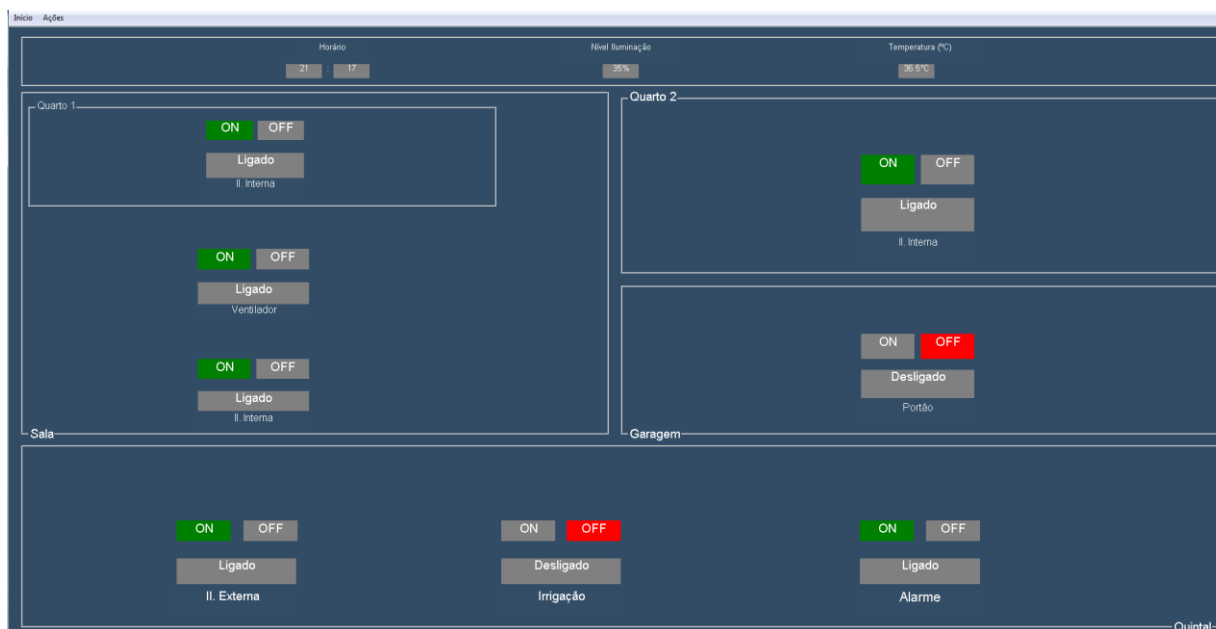 Início Ações
Horário Nível Iluminação Temperatura (ºC)
21 : 17 35% 36.5ºC
Quarto 1
ON OFF
Ligado
Il. Interna
ON OFF
Ligado
Ventilador
ON OFF
Ligado
Il. Interna
Sala
Quarto 2
ON OFF
Ligado
Il. Interna
ON OFF
Desligado
Portão
Garagem
ON OFF ON OFF ON OFF
Ligado Desligado Ligado
Il. Externa Irrigação Alarme
Quintal